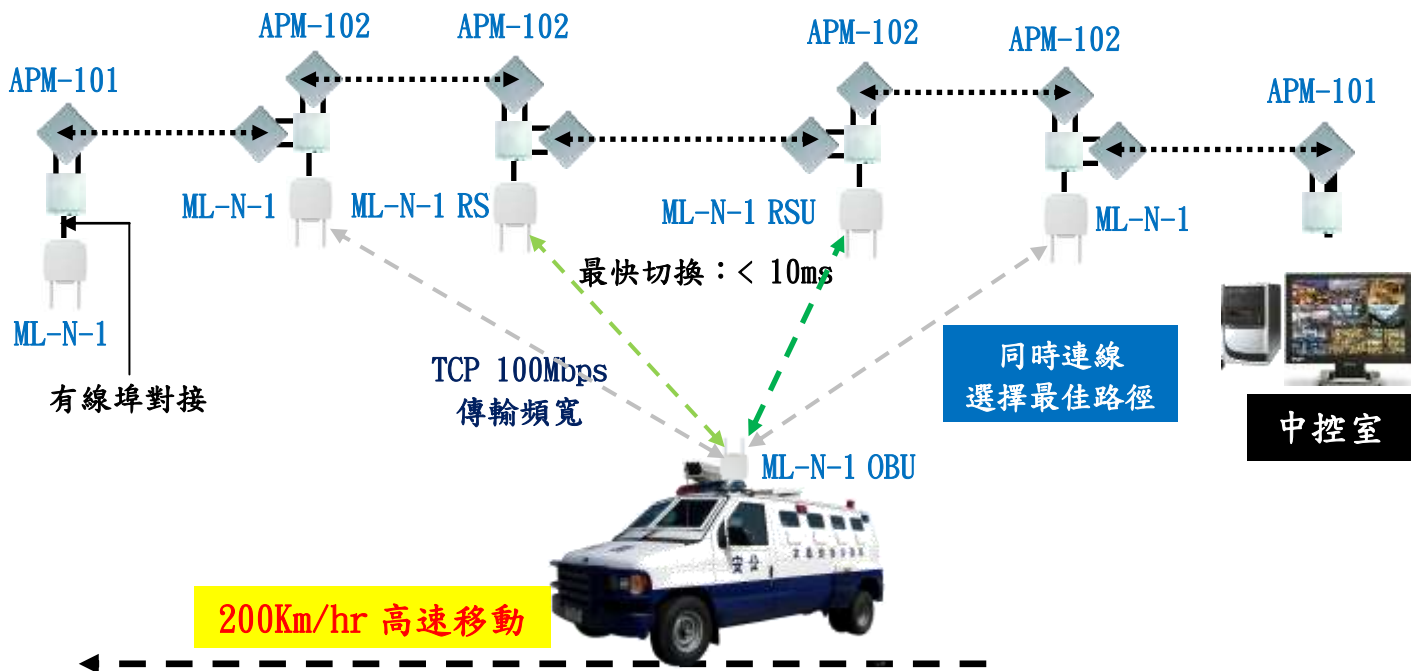 APM-102
APM-102
APM-102
APM-102
APM-101
APM-101
ML-N-1
ML-N-1 RS
ML-N-1 RSU
ML-N-1
最快切換：< 10ms
ML-N-1
有線埠對接
TCP 100Mbps
傳輸頻寬
同時連線
選擇最佳路徑
中控室
ML-N-1 OBU
公安
200Km/hr 高速移動